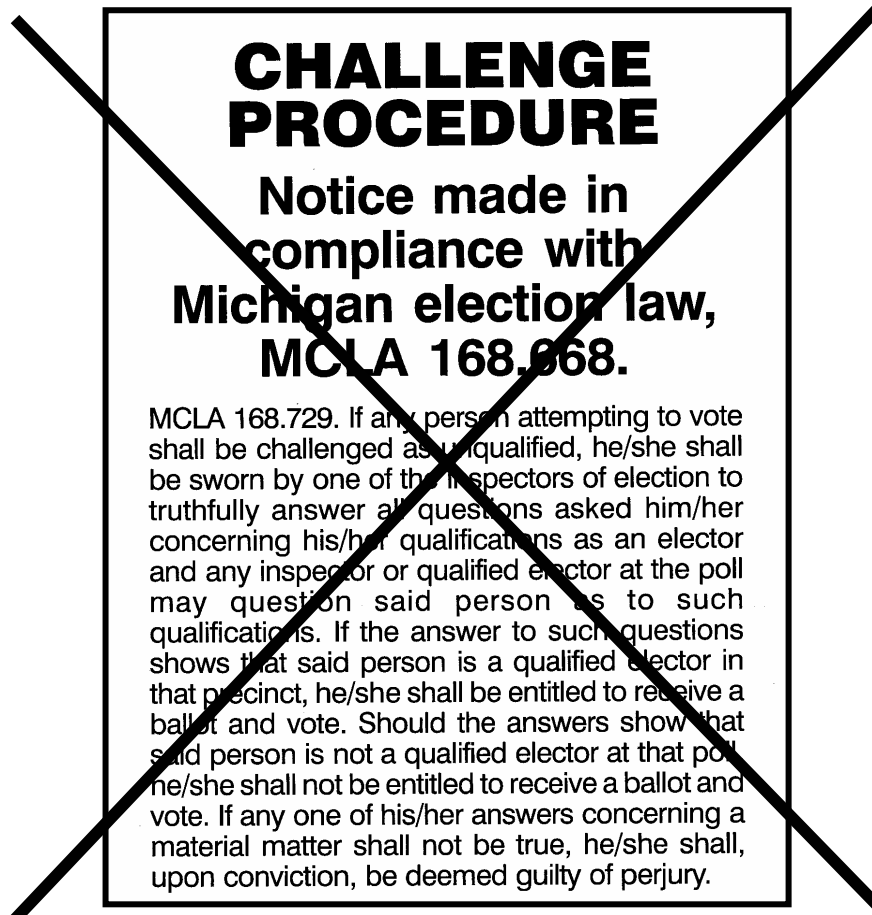 CHALLENGE
PROCEDURE
Notice made in
compliance with
Michigan election law,
MCLA 168.668.
MCLA 168.729. If any person attempting to vote
shall be challenged as unqualified, he/she shall
be sworn by one of the inspectors of election to
truthfully answer all questions asked him/her
concerning his/her qualifications as an elector
and any inspector or qualified elector at the poll
may question said person as to such
qualifications. If the answer to such questions
shows that said person is a qualified elector in
that precinct, he/she shall be entitled to receive a
ballot and vote. Should the answers show that
said person is not a qualified elector at that poll,
he/she shall not be entitled to receive a ballot and
vote. If any one of his/her answers concerning a
material matter shall not be true, he/she shall,
upon conviction, be deemed guilty of perjury.